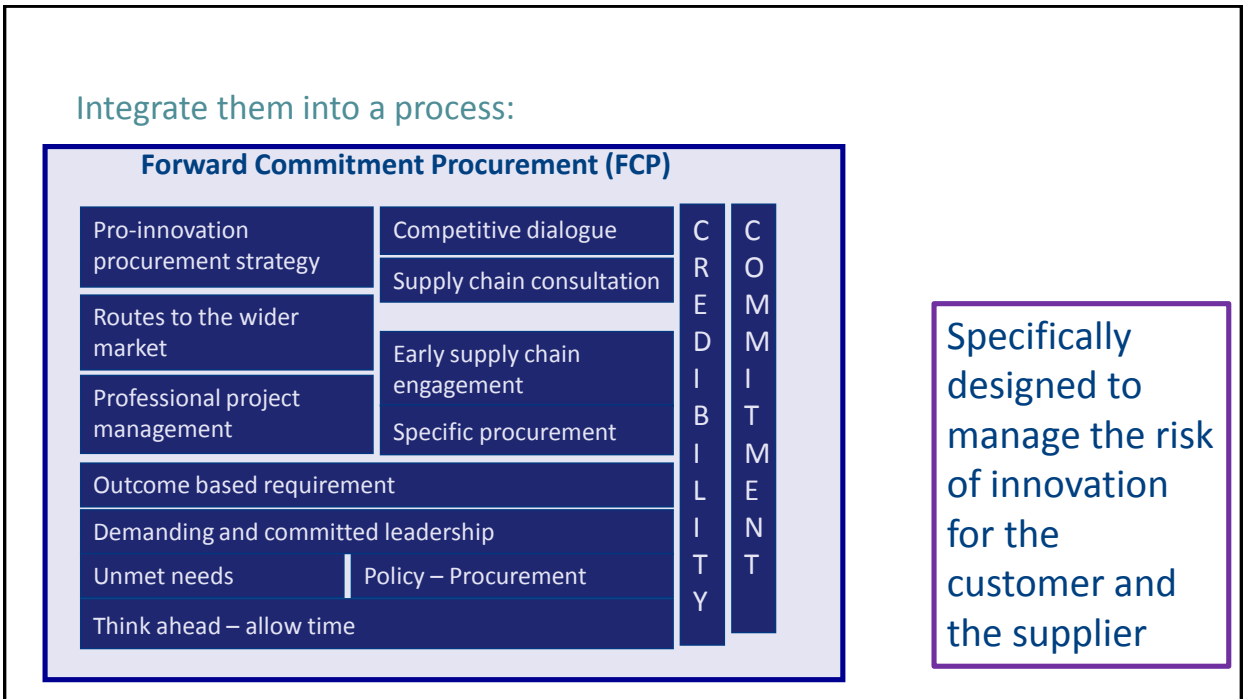 Integrate them into a process:
Forward Commitment Procurement (FCP)
Pro-innovation
procurement strategy
Routes to the wider
market
Professional project
management
Competitive dialogue
Supply chain consultation
Early supply chain
engagement
Specific procurement
Outcome based requirement
Demanding and committed leadership
Unmet needs
Policy – Procurement
Think ahead – allow time
C
R
E
D
I
B
I
L
I
T
Y
C
O
M
M
I
T
M
E
N
T
Specifically
designed to
manage the risk
of innovation
for the
customer and
the supplier